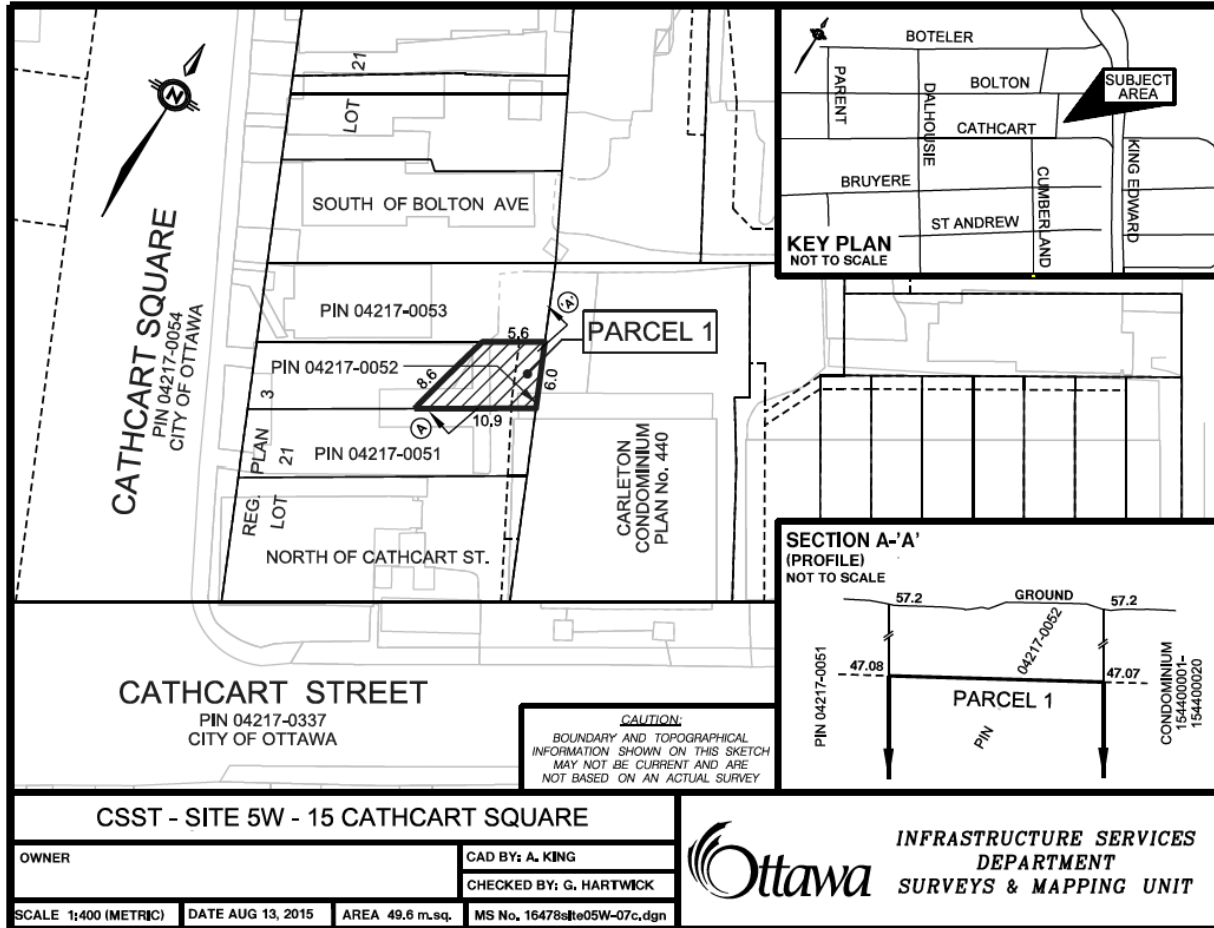 LOT 21
SOUTH OF BOLTON AVE
CATHCART SQUARE
PIN 04217-0054
CITY OF OTTAWA
N
PIN 04217-0053
PIN 04217-0052
PIN 04217-0051
5.6
8.6
6.0
10.9
'A'
A
PARCEL 1
REG. PLAN 3
LOT 21
NORTH OF CATHCART ST.
CARLETON
CONDOMINIUM
PLAN No. 440
CATHCART STREET
PIN 04217-0337
CITY OF OTTAWA
BOTELER
BOLTON
PARENT
DALHOUSIE
SUBJECT
AREA
CATHCART
KING EDWARD
BRUYERE
CUMBERLAND
ST ANDREW
KEY PLAN
NOT TO SCALE
SECTION A-'A'
(PROFILE)
NOT TO SCALE
57.2
GROUND
57.2
PIN 04217-0051
47.08
PIN 04217-0052
47.07
PARCEL 1
CONDOMINIUM
154400001-
154400020
CAUTION:
BOUNDARY AND TOPOGRAPHICAL
INFORMATION SHOWN ON THIS SKETCH
MAY NOT BE CURRENT AND ARE
NOT BASED ON AN ACTUAL SURVEY
CSST - SITE 5W - 15 CATHCART SQUARE
OWNER
CAD BY: A. KING
CHECKED BY: G. HARTWICK
SCALE 1:400 (METRIC)
DATE AUG 13, 2015
AREA 49.6 m.sq.
MS No. 16478site05W-07c.dgn
Ottawa
INFRASTRUCTURE SERVICES
DEPARTMENT
SURVEYS & MAPPING UNIT